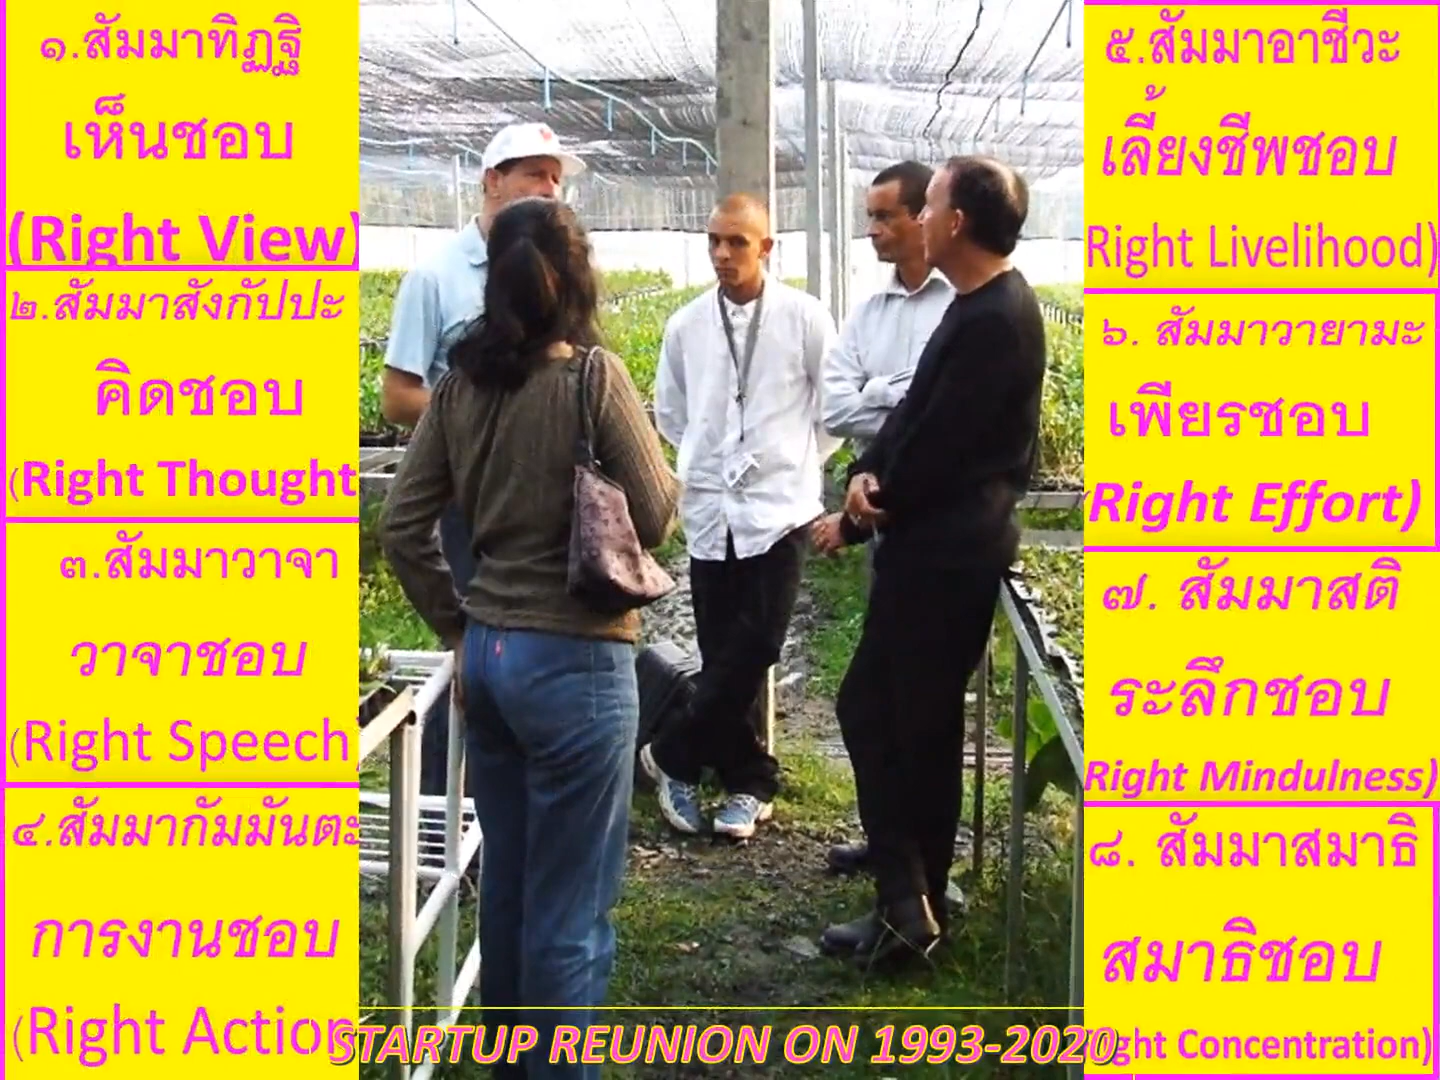 ๑.สัมมาทิฏฐิ
เห็นชอบ
(Right View)
๒.สัมมาสังกัปปะ
คิดชอบ
(Right Thought
๓.สัมมาวาจา
วาจาชอบ
(Right Speech)
๔.สัมมากัมมันตะ
การงานชอบ
(Right Action
๕.สัมมาอาชีวะ
เลี้ยงชีพชอบ
Right Livelihood)
๖. สัมมาวายามะ
เพียรชอบ
(Right Effort)
๗. สัมมาสติ
ระลึกชอบ
Right Mindulness)
๘. สัมมาสมาธิ
สมาธิชอบ
ght Concentration)
STARTUP REUNION ON 1993-2020